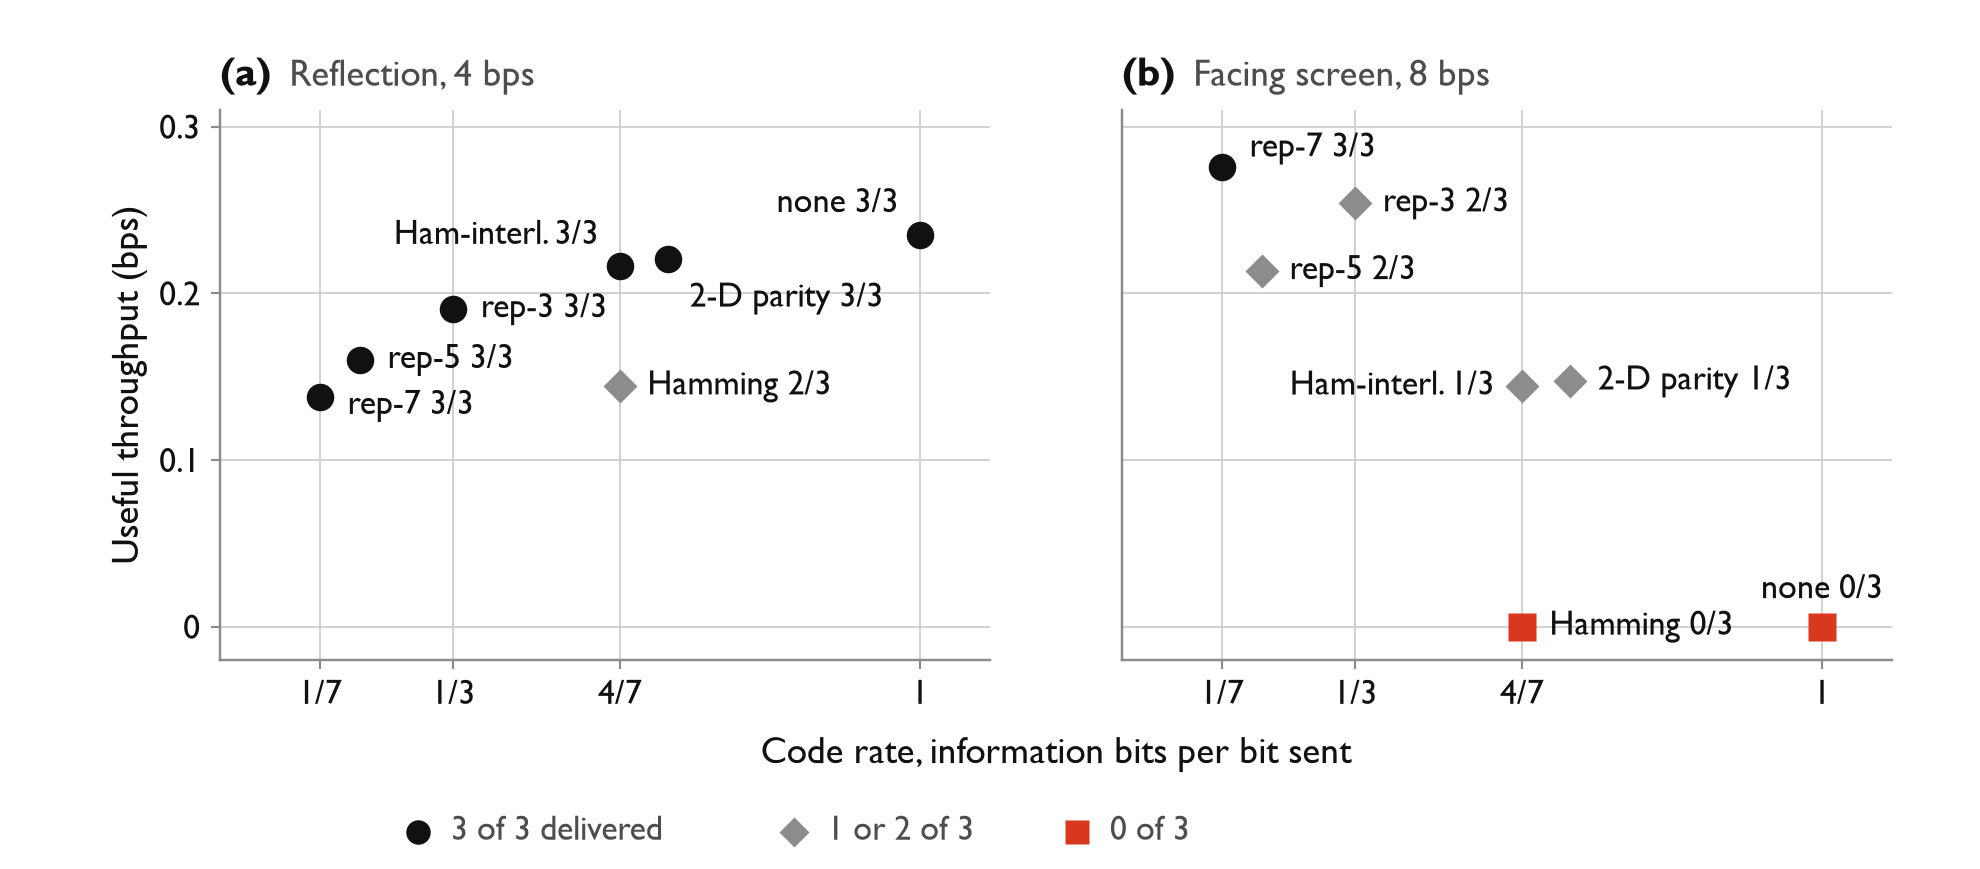 (a) Reflection, 4 bps
(b) Facing screen, 8 bps
Useful throughput (bps)
0.3
0.2
0.1
0
none 3/3
Ham-interl. 3/3
2-D parity 3/3
rep-3 3/3
rep-5 3/3
Hamming 2/3
rep-7 3/3
1/7
1/3
4/7
1
rep-7 3/3
rep-3 2/3
rep-5 2/3
Ham-interl. 1/3
2-D parity 1/3
none 0/3
Hamming 0/3
1/7
1/3
4/7
1
Code rate, information bits per bit sent
3 of 3 delivered
1 or 2 of 3
0 of 3